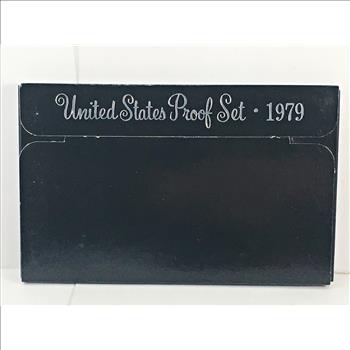 United States Proof Set · 1979